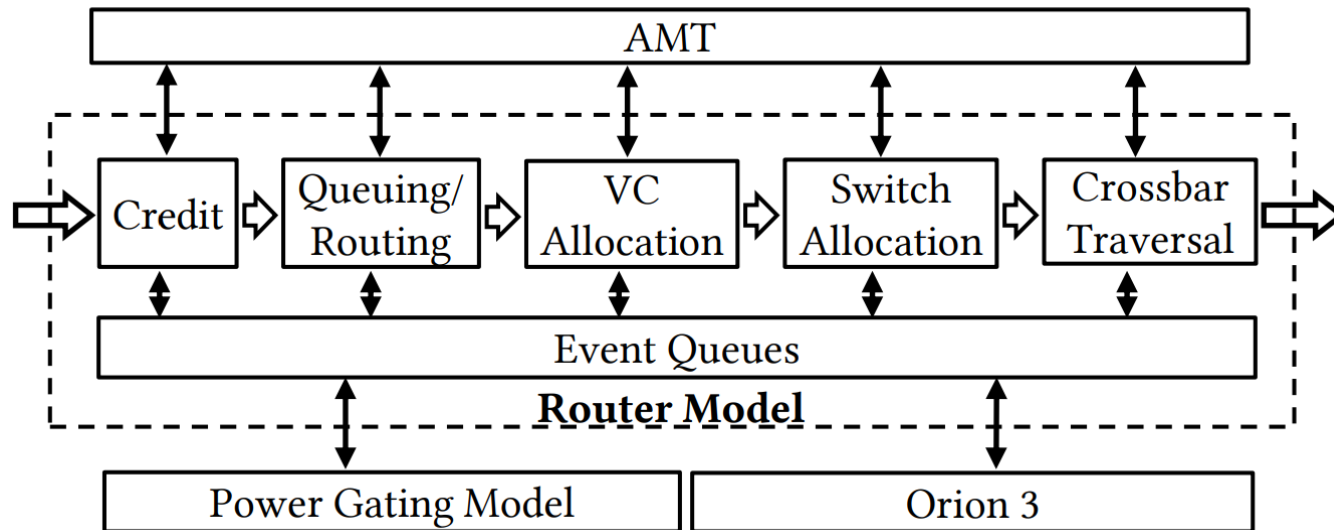 AMT
Credit
Queuing/
Routing
VC
Allocation
Switch
Allocation
Crossbar
Traversal
Event Queues
Router Model
Power Gating Model
Orion 3